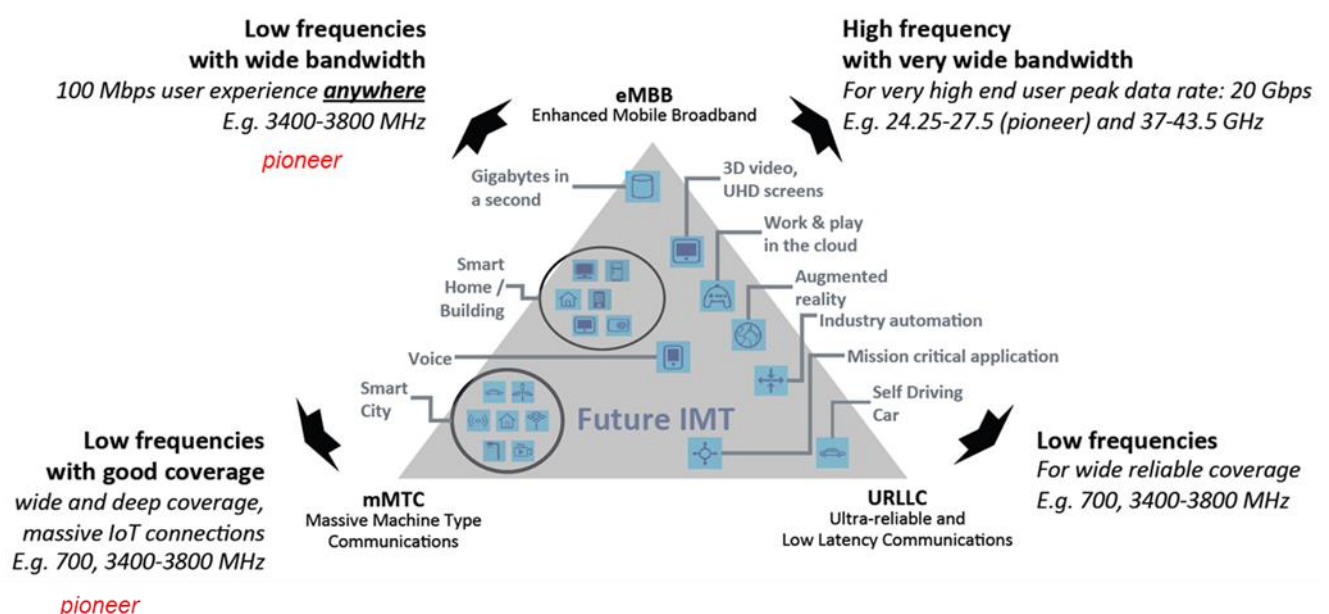 Low frequencies
with wide bandwidth
100 Mbps user experience anywhere
E.g. 3400-3800 MHz
pioneer
High frequency
with very wide bandwidth
For very high end user peak data rate: 20 Gbps
E.g. 24.25-27.5 (pioneer) and 37-43.5 GHz
eMBB
Enhanced Mobile Broadband
Gigabytes in
a second
3D video,
UHD screens
Work & play
in the cloud
Smart
Home /
Building
Augmented
reality
Industry automation
Voice
Mission critical application
Smart
City
Self Driving
Car
Future IMT
Low frequencies
with good coverage
wide and deep coverage,
massive IoT connections
E.g. 700, 3400-3800 MHz
pioneer
mMTC
Massive Machine Type
Communications
URLLC
Ultra-reliable and
Low Latency Communications
Low frequencies
For wide reliable coverage
E.g. 700, 3400-3800 MHz